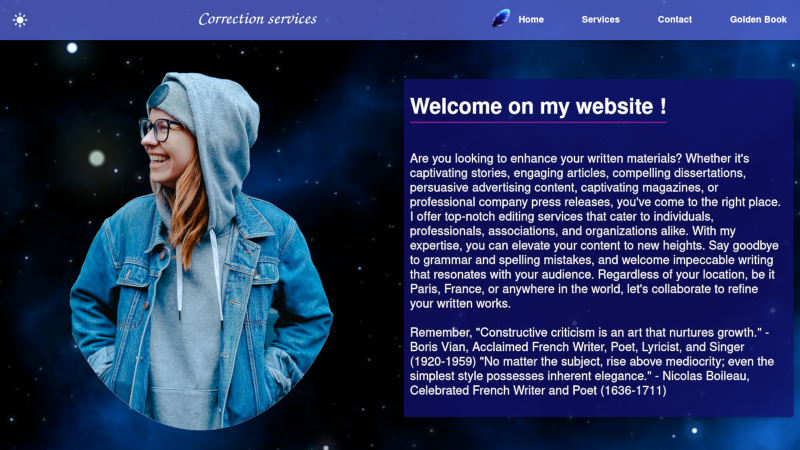 Correction services
Home
Services
Contact
Golden Book
Welcome on my website !
Are you looking to enhance your written materials? Whether it's
captivating stories, engaging articles, compelling dissertations,
persuasive advertising content, captivating magazines, or
professional company press releases, you've come to the right place.
I offer top-notch editing services that cater to individuals,
professionals, associations, and organizations alike. With my
expertise, you can elevate your content to new heights. Say goodbye
to grammar and spelling mistakes, and welcome impeccable writing
that resonates with your audience. Regardless of your location, be it
Paris, France, or anywhere in the world, let's collaborate to refine
your written works.
Remember, "Constructive criticism is an art that nurtures growth." -
Boris Vian, Acclaimed French Writer, Poet, Lyricist, and Singer
(1920-1959) "No matter the subject, rise above mediocrity; even the
simplest style possesses inherent elegance." - Nicolas Boileau,
Celebrated French Writer and Poet (1636-1711)